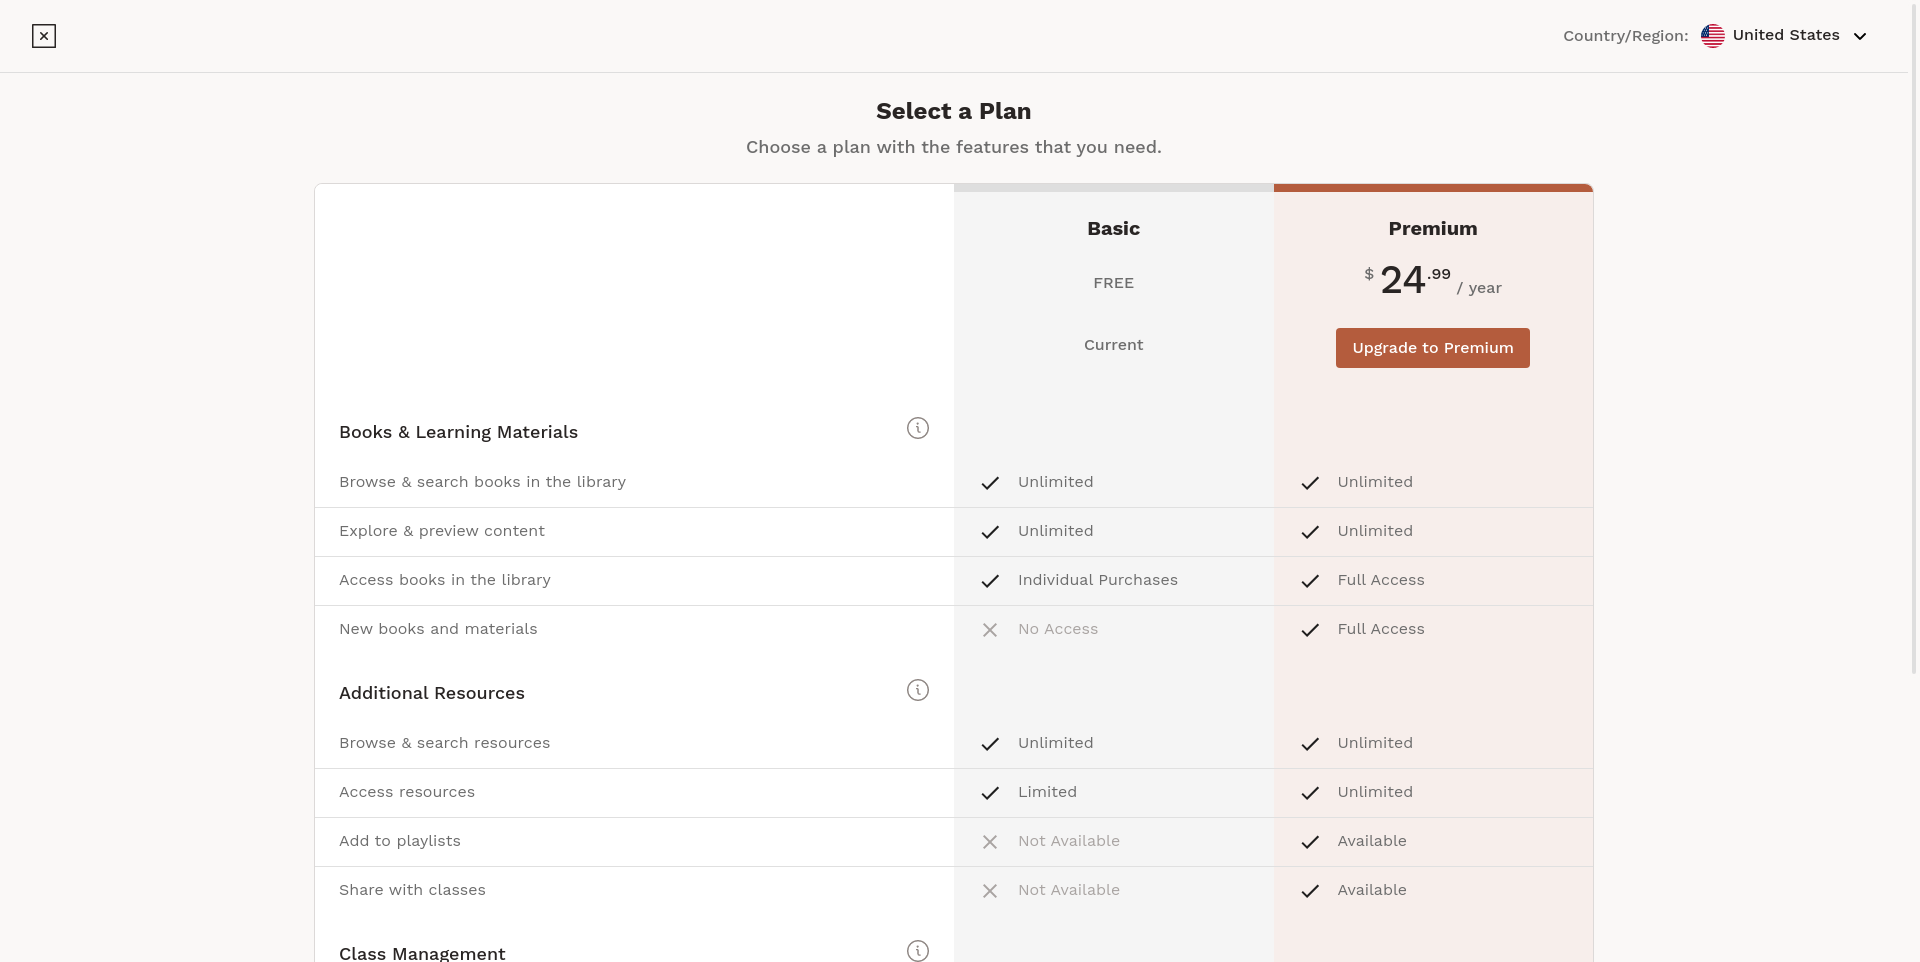 Country/Region: United States
Select a Plan
Choose a plan with the features that you need.
Basic Premium
FREE $ 24.99 / year
Current Upgrade to Premium
Books & Learning Materials
Browse & search books in the library Unlimited Unlimited
Explore & preview content Unlimited Unlimited
Access books in the library Individual Purchases Full Access
New books and materials No Access Full Access
Additional Resources
Browse & search resources Unlimited Unlimited
Access resources Limited Unlimited
Add to playlists Not Available Available
Share with classes Not Available Available
Class Management